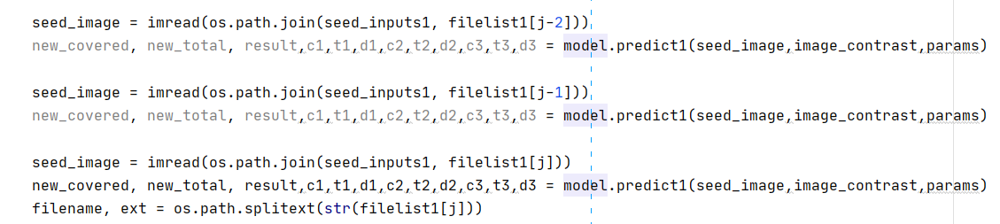 seed_image = imread(os.path.join(seed_inputs1, filelist1[j-2]))
new_covered, new_total, result,c1,t1,d1,c2,t2,d2,c3,t3,d3 = model.predict1(seed_image,image_contrast,params)
seed_image = imread(os.path.join(seed_inputs1, filelist1[j-1]))
new_covered, new_total, result,c1,t1,d1,c2,t2,d2,c3,t3,d3 = model.predict1(seed_image,image_contrast,params)
seed_image = imread(os.path.join(seed_inputs1, filelist1[j]))
new_covered, new_total, result,c1,t1,d1,c2,t2,d2,c3,t3,d3 = model.predict1(seed_image,image_contrast,params)
filename, ext = os.path.splitext(str(filelist1[j]))